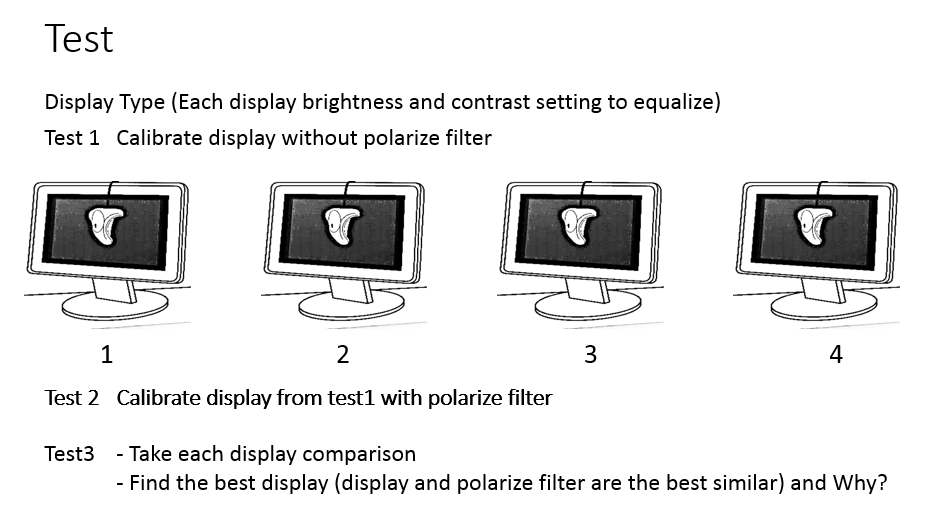 Test
Display Type (Each display brightness and contrast setting to equalize)
Test 1 Calibrate display without polarize filter
1 2 3 4
Test 2 Calibrate display from test1 with polarize filter
Test3 - Take each display comparison
- Find the best display (display and polarize filter are the best similar) and Why?